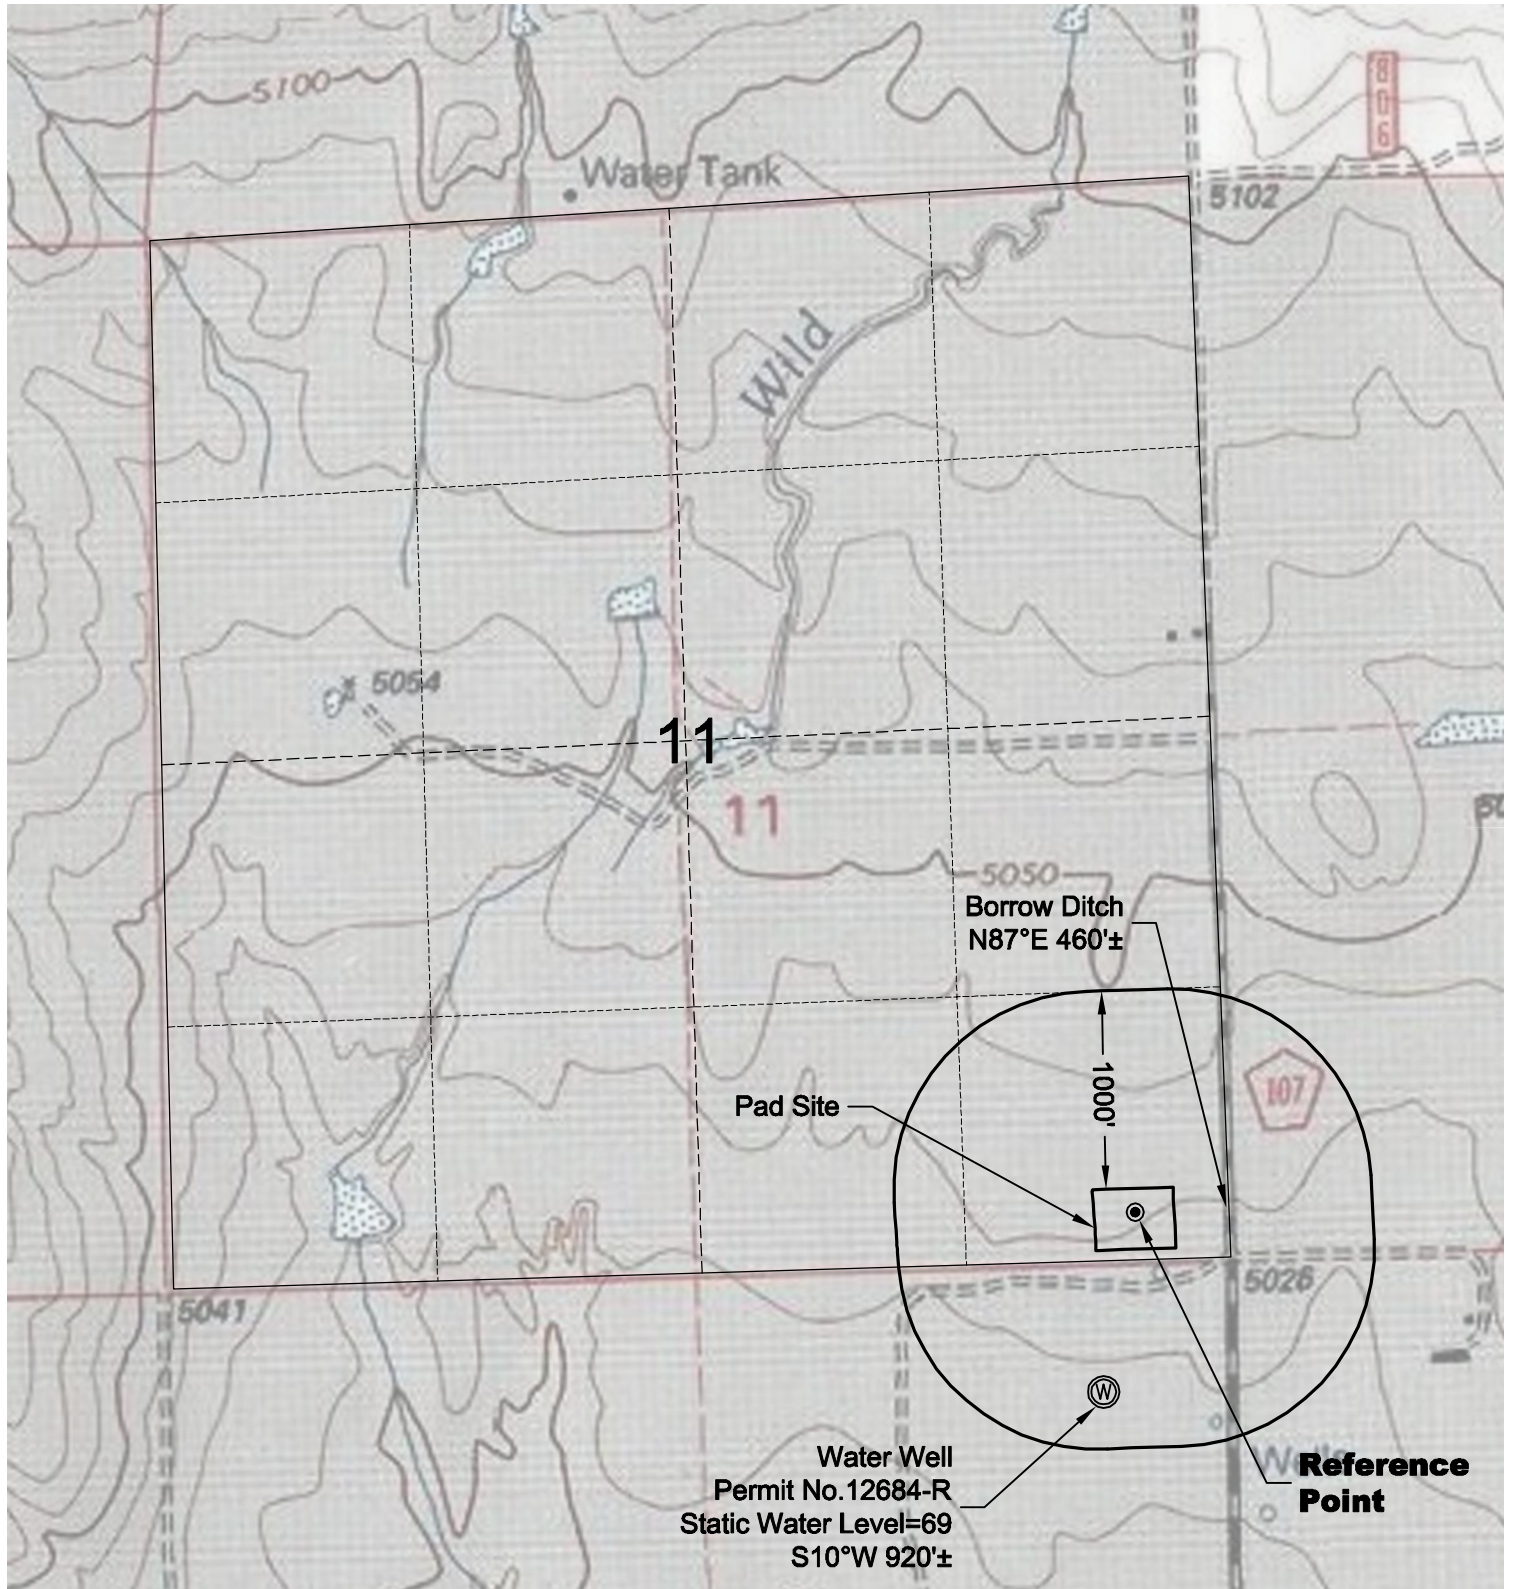 5100
806
Water Tank
5102
Wild
5054
11
11
5050
Borrow Ditch
N87°E 460'±
1000'
107
Pad Site
5026
5041
Water Well
Permit No.12684-R
Static Water Level=69
S10°W 920'±
Reference
Point